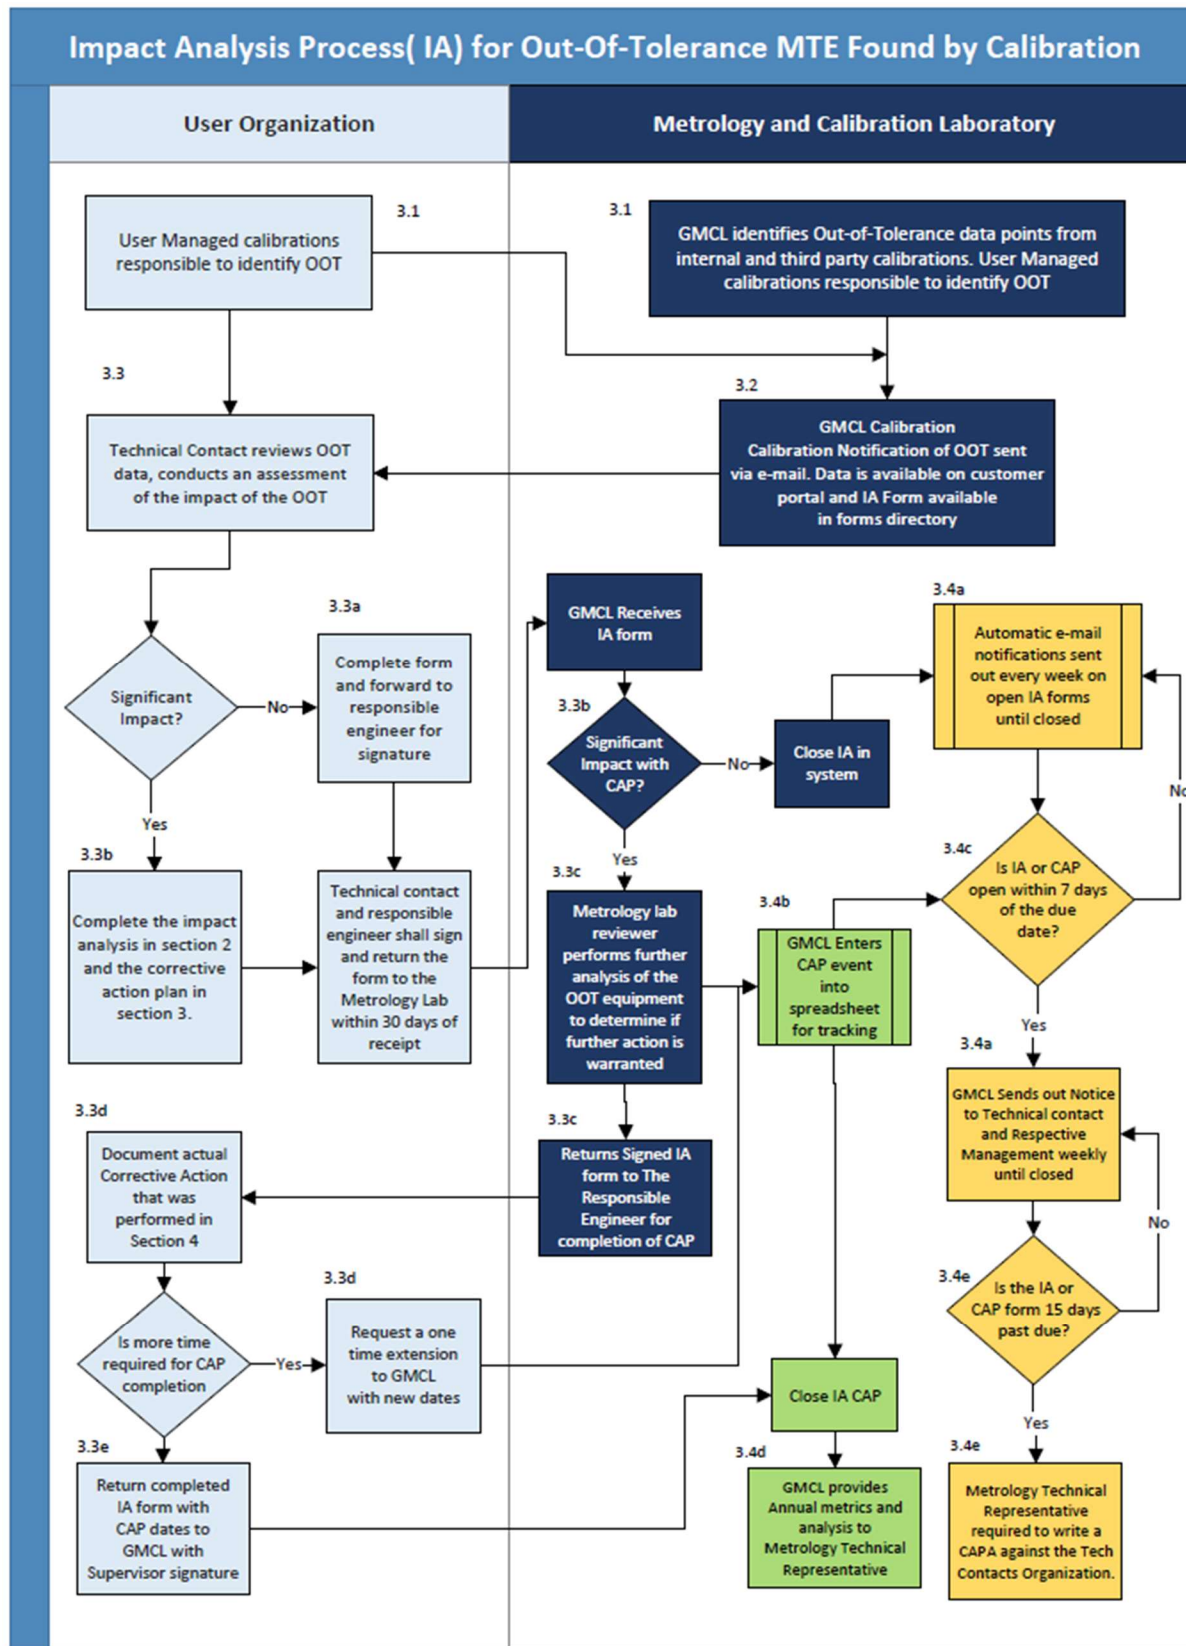 Impact Analysis Process( IA) for Out-Of-Tolerance MTE Found by Calibration
User Organization
Metrology and Calibration Laboratory
3.1
User Managed calibrations
responsible to identify OOT
3.1
GMCL identifies Out-of-Tolerance data points from
internal and third party calibrations. User Managed
calibrations responsible to identify OOT
3.3
Technical Contact reviews OOT
data, conducts an assessment
of the impact of the OOT
3.2
GMCL Calibration
Calibration Notification of OOT sent
via e-mail. Data is available on customer
portal and IA Form available
in forms directory
Significant
Impact?
No
Yes
3.3a
Complete form
and forward to
responsible
engineer for
signature
3.3b
Complete the impact
analysis in section 2
and the corrective
action plan in
section 3.
Technical contact
and responsible
engineer shall sign
and return the
form to the
Metrology Lab
within 30 days of
receipt
GMCL Receives
IA form
3.3b
Significant
Impact with
CAP?
No
Yes
Close IA in
system
3.4a
Automatic e-mail
notifications sent
out every week on
open IA forms
until closed
No
3.4c
Is IA or CAP
open within 7 days
of the due
date?
Yes
3.3c
Metrology lab
reviewer
performs further
analysis of the
OOT equipment
to determine if
further action is
warranted
3.4b
GMCL Enters
CAP event
into
spreadsheet
for tracking
3.4a
GMCL Sends out Notice
to Technical contact
and Respective
Management weekly
until closed
No
3.3c
Returns Signed IA
form to The
Responsible
Engineer for
completion of CAP
3.3d
Document actual
Corrective Action
that was
performed in
Section 4
3.4e
Is the IA or
CAP form 15 days
past due?
Yes
Is more time
required for CAP
completion
Yes
3.3d
Request a one
time extension
to GMCL
with new dates
Close IA CAP
3.3e
Return completed
IA form with
CAP dates to
GMCL with
Supervisor signature
3.4d
GMCL provides
Annual metrics and
analysis to
Metrology Technical
Representative
3.4e
Metrology Technical
Representative
required to write a
CAPA against the Tech
Contacts Organization.